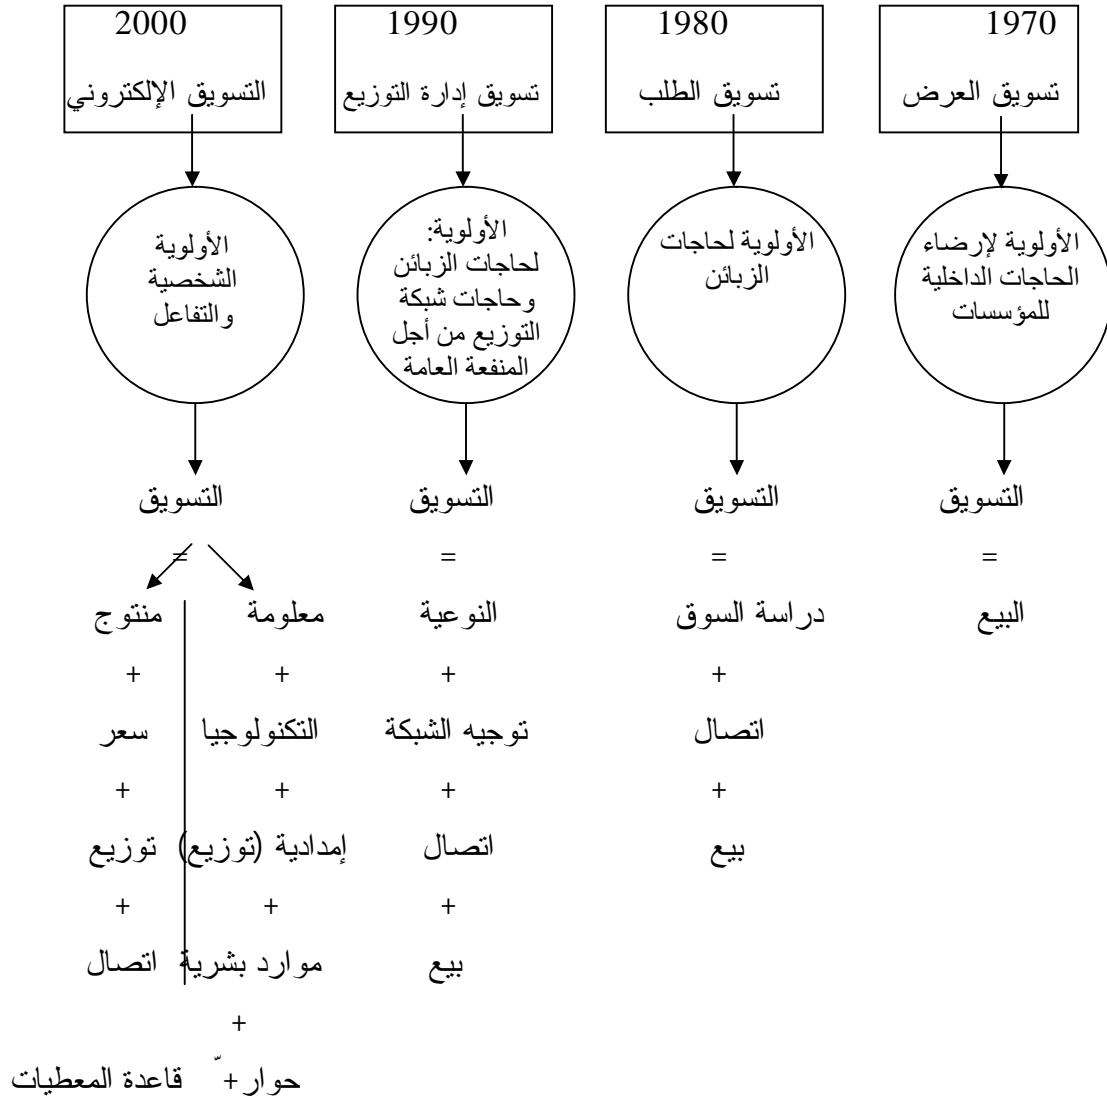 1970
تسويق العرض
الأولوية لإرضاء
الحاجات الداخلية
للمؤسسات
التسويق
=
البيع
1980
تسويق الطلب
الأولوية لحاجات
الزبائن
التسويق
=
دراسة السوق
+
اتصال
+
بيع
1990
تسويق إدارة التوزيع
الأولوية:
لحاجات الزبائن
وحاجات شبكة
التوزيع من أجل
المنفعة العامة
التسويق
=
النوعية
+
توجيه الشبكة
+
اتصال
+
بيع
2000
التسويق الإلكتروني
الأولوية
الشخصية
والتفاعل
التسويق
=
معلومة
+
التكنولوجيا
+
إمدادية (توزيع)
+
موارد بشرية
+
منتوج
+
سعر
+
توزيع
+
اتصال
حوار + ّ قاعدة المعطيات